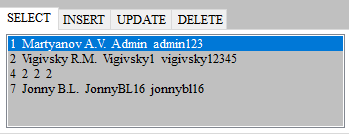 SELECT INSERT UPDATE DELETE
1 Martyanov A.V. Admin admin123
2 Vigivsky R.M. Vigivsky1 vigivsky12345
4 2 2 2
7 Jonny B.L. JonnyBL16 jonnybl16